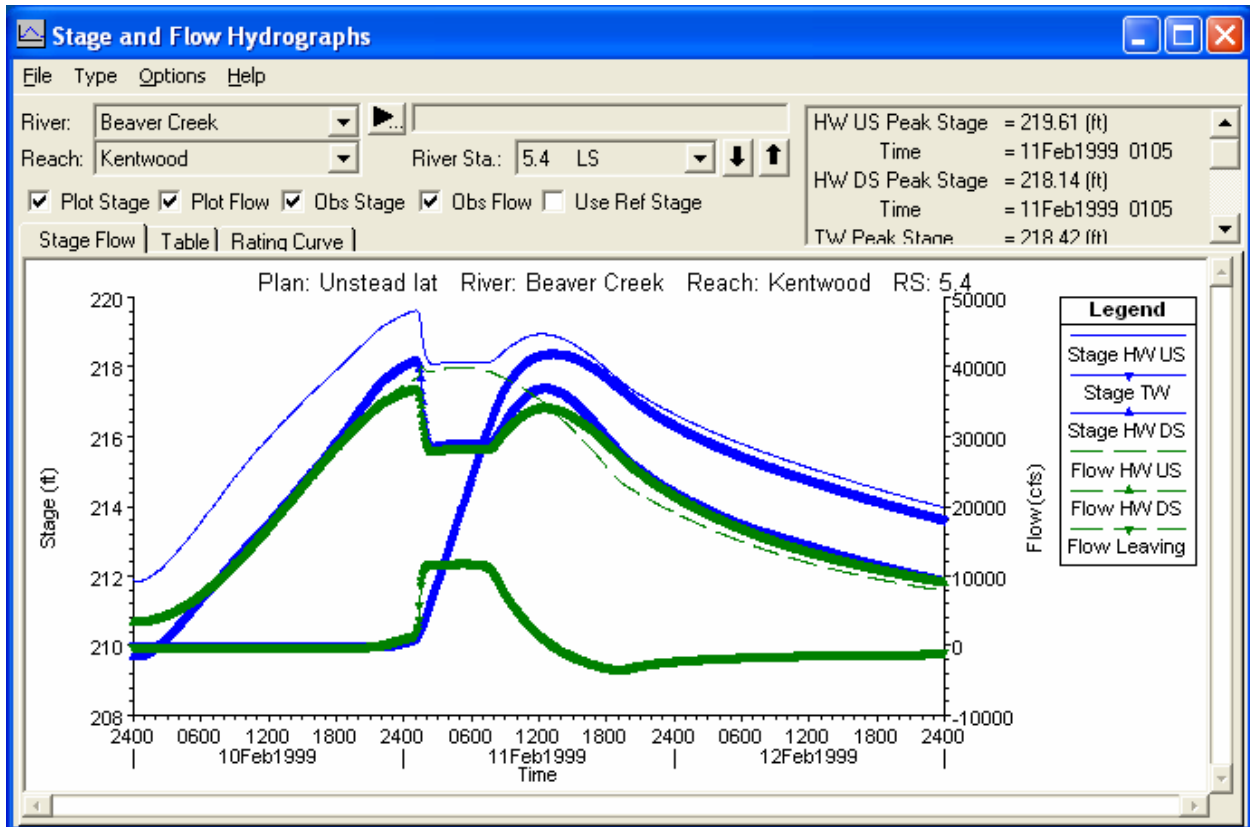 Stage and Flow Hydrographs
File Type Options Help
River: Beaver Creek
Reach: Kentwood River Sta.: 5.4 LS
Plot Stage Plot Flow Obs Stage Obs Flow Use Ref Stage
HW US Peak Stage = 219.61 (ft)
Time = 11Feb1999 0105
HW DS Peak Stage = 218.14 (ft)
Time = 11Feb1999 0105
TW Peak Stage = 218.42 (ft)
Stage Flow Table Rating Curve
Plan: Unstead lat River: Beaver Creek Reach: Kentwood RS: 5.4
220
218
216
214
212
210
208
Stage (ft)
50000
40000
30000
20000
10000
0
-10000
Flow (cfs)
2400 0600 1200 1800 2400 0600 1200 1800 2400 0600 1200 1800 2400
10Feb1999 11Feb1999 12Feb1999
Time
Legend
Stage HW US
Stage TW
Stage HW DS
Flow HW US
Flow HW DS
Flow Leaving